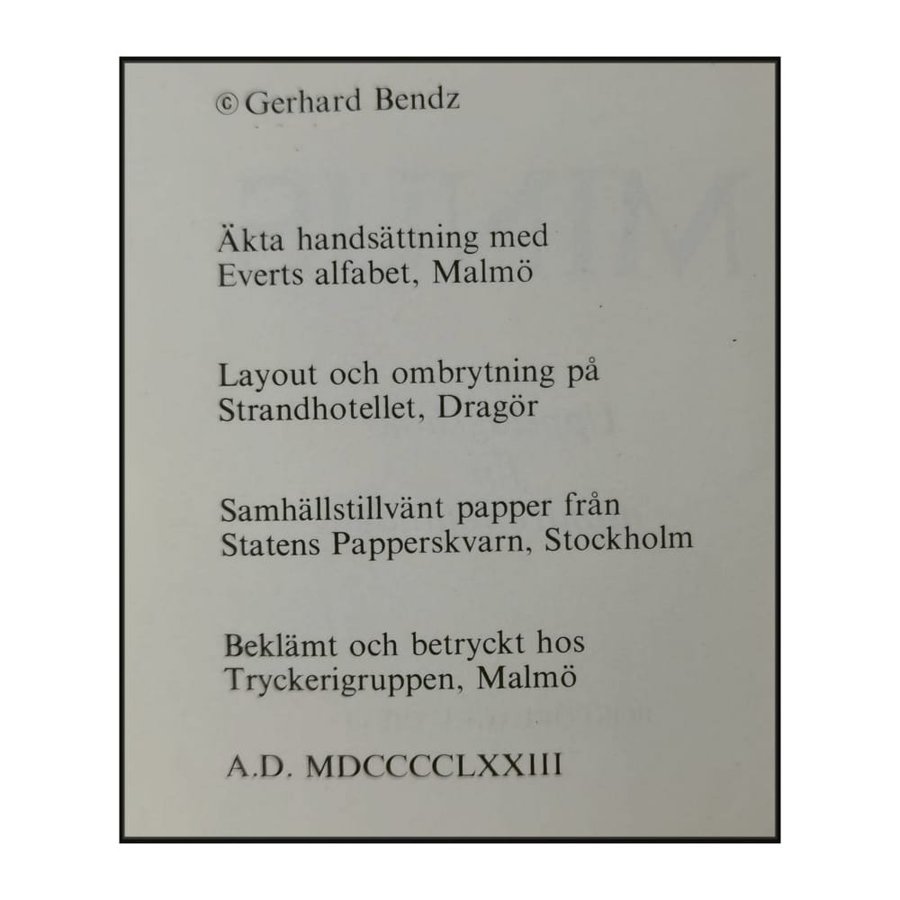 © Gerhard Bendz
Äkta handsättning med
Everts alfabet, Malmö
Layout och ombrytning på
Strandhotellet, Dragör
Samhällstillvänt papper från
Statens Papperskvarn, Stockholm
Beklämt och betryckt hos
Tryckerigruppen, Malmö
A.D. MDCCCCLXXIII